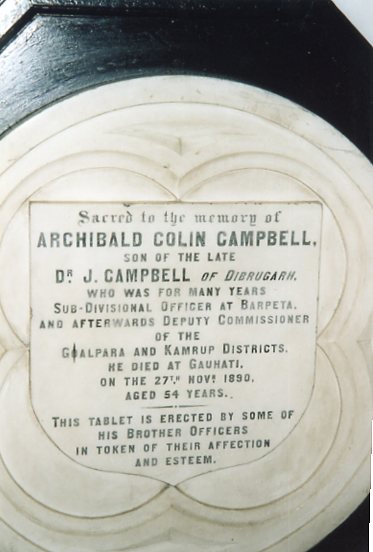 Sacred to the memory of
ARCHIBALD COLIN CAMPBELL,
SON OF THE LATE
DR J. CAMPBELL OF DIBRUGARH,
WHO WAS FOR MANY YEARS
SUB-DIVISIONAL OFFICER AT BARPETA,
AND AFTERWARDS DEPUTY COMMISSIONER
OF THE
GOALPARA AND KAMRUP DISTRICTS.
HE DIED AT GAUHATI,
ON THE 27TH NOVR 1890,
AGED 54 YEARS.
THIS TABLET IS ERECTED BY SOME OF
HIS BROTHER OFFICERS
IN TOKEN OF THEIR AFFECTION
AND ESTEEM.